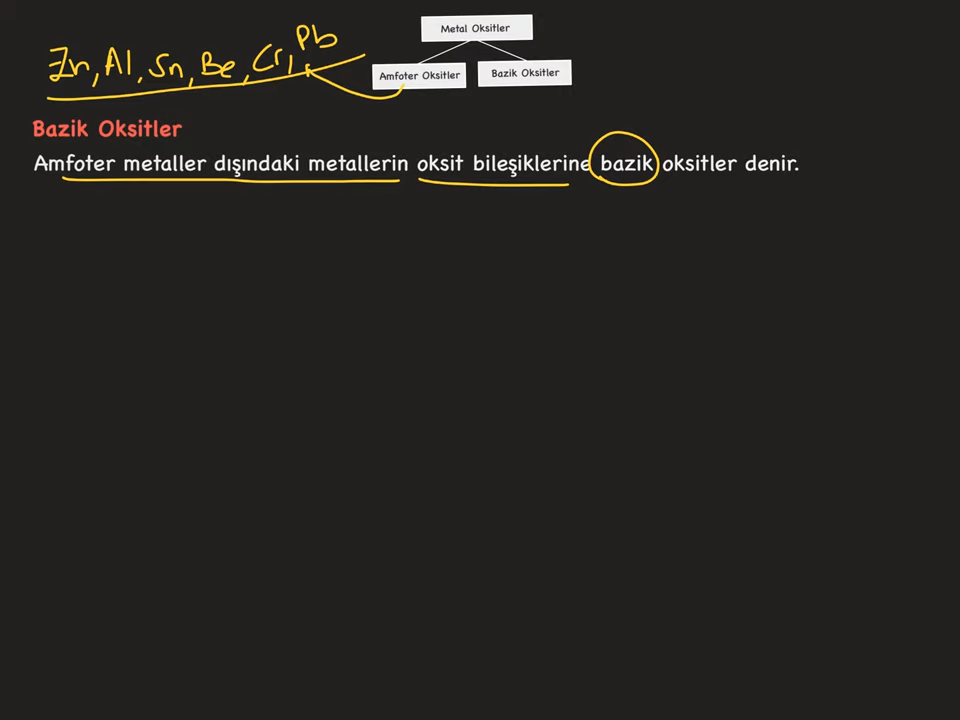 Metal Oksitler
Zn, Al, Sn, Be, Cr, Pb
Amfoter Oksitler
Bazik Oksitler
Bazik Oksitler
Amfoter metaller dışındaki metallerin oksit bileşiklerine bazik oksitler denir.